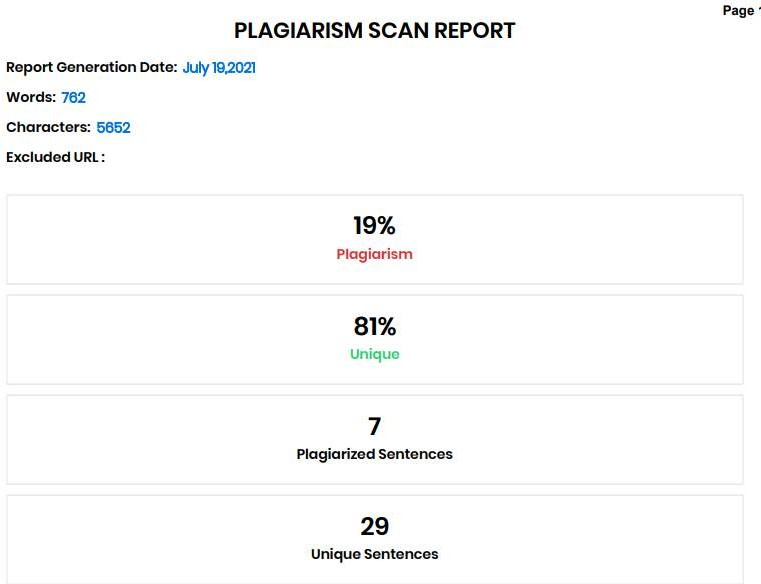 Page 1
PLAGIARISM SCAN REPORT
Report Generation Date: July 19,2021
Words: 762
Characters: 5652
Excluded URL :
19%
Plagiarism
81%
Unique
7
Plagiarized Sentences
29
Unique Sentences